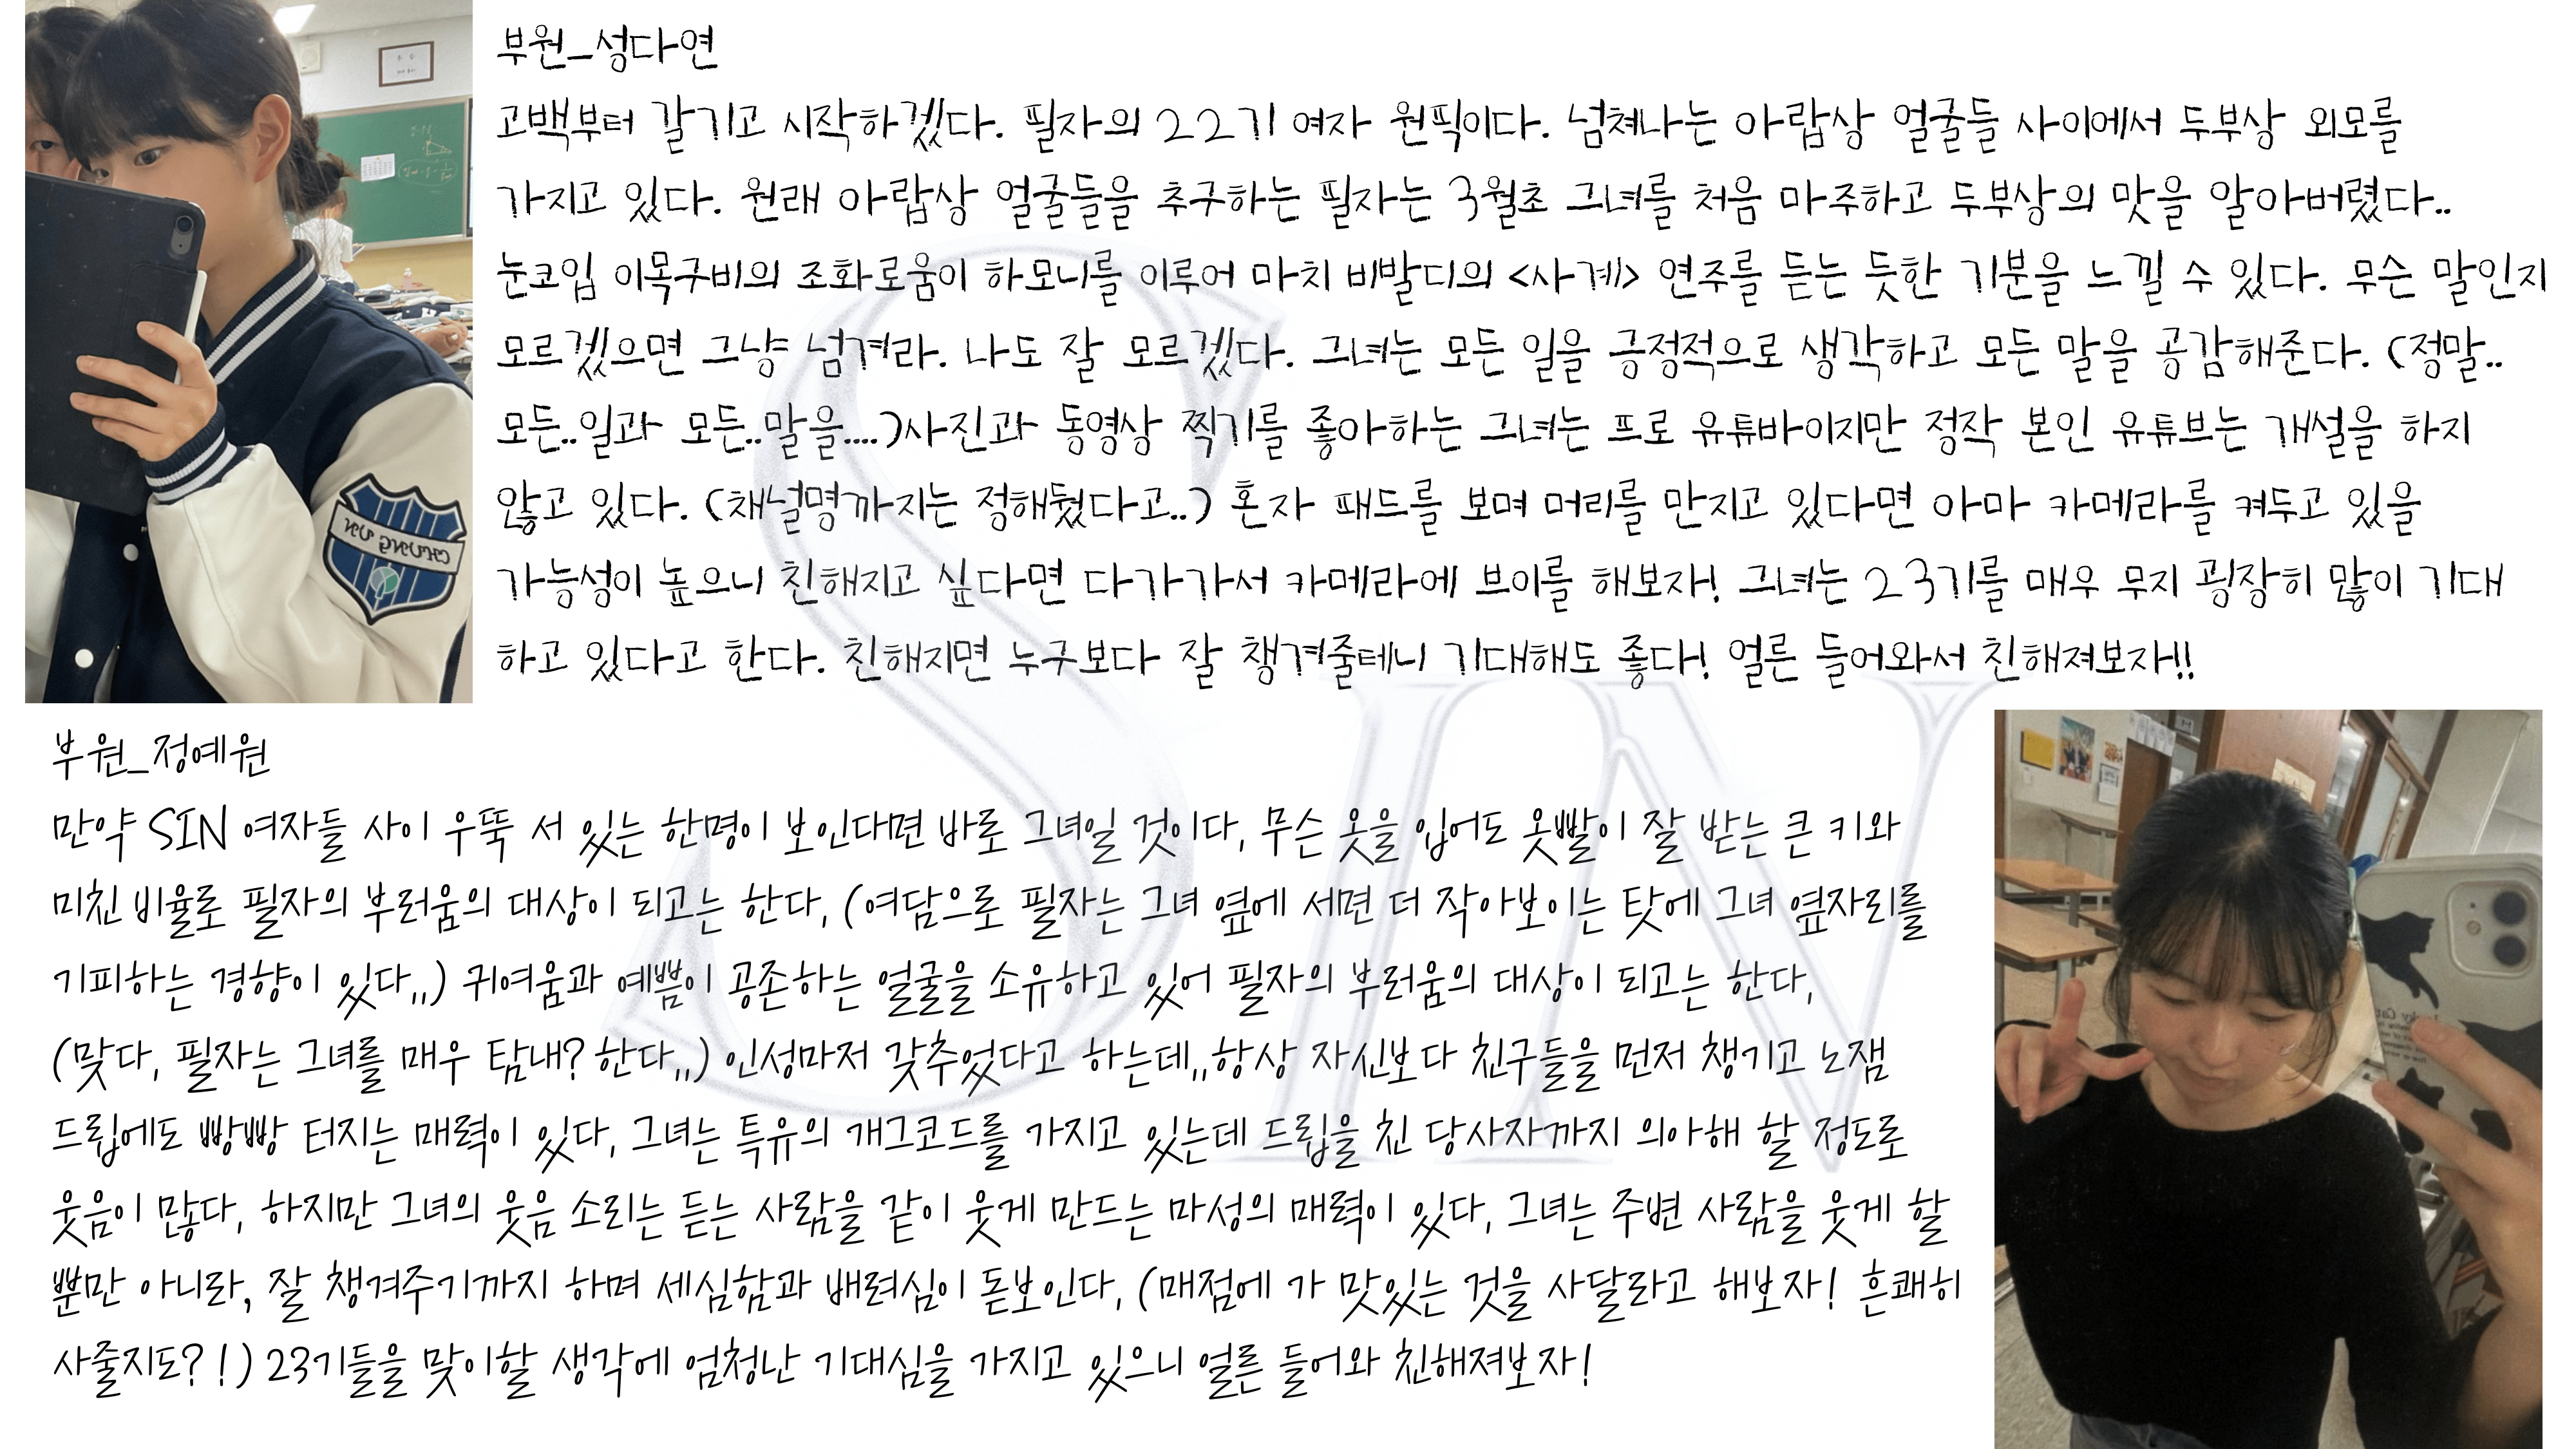 부원_성다연
고백부터 갈기고 시작하겠다. 필자의 22기 여자 원픽이다. 넘쳐나는 아랍상 얼굴들 사이에서 두부상 외모를
가지고 있다. 원래 아랍상 얼굴들을 추구하는 필자는 3월초 그녀를 처음 마주하고 두부상의 맛을 알아버렸다..
눈코입 이목구비의 조화로움이 하모니를 이루어 마치 비발디의 <사계> 연주를 듣는 듯한 기분을 느낄 수 있다. 무슨 말인지
모르겠으면 그냥 넘겨라. 나도 잘 모르겠다. 그녀는 모든 일을 긍정적으로 생각하고 모든 말을 공감해준다. (정말..
모든..일과 모든..말을....)사진과 동영상 찍기를 좋아하는 그녀는 프로 유튜바이지만 정작 본인 유튜브는 개설을 하지
않고 있다. (채널명까지는 정해뒀다고..) 혼자 패드를 보며 머리를 만지고 있다면 아마 카메라를 켜두고 있을
가능성이 높으니 친해지고 싶다면 다가가서 카메라에 브이를 해보자! 그녀는 23기를 매우 무지 굉장히 많이 기대
하고 있다고 한다. 친해지면 누구보다 잘 챙겨줄테니 기대해도 좋다! 얼른 들어와서 친해져보자!!
CHUNG UN
부원_정예원
만약 SIN 여자들 사이 우뚝 서 있는 한명이 보인다면 바로 그녀일 것이다, 무슨 옷을 입어도 옷빨이 잘 받는 큰 키와
미친 비율로 필자의 부러움의 대상이 되고는 한다, (여담으로 필자는 그녀 옆에 서면 더 작아보이는 탓에 그녀 옆자리를
기피하는 경향이 있다,,) 귀여움과 예쁨이 공존하는 얼굴을 소유하고 있어 필자의 부러움의 대상이 되고는 한다,
(맞다, 필자는 그녀를 매우 탐내? 한다,,) 인성마저 갖추었다고 하는데,,항상 자신보다 친구들을 먼저 챙기고 노잼
드립에도 빵빵 터지는 매력이 있다, 그녀는 특유의 개그코드를 가지고 있는데 드립을 친 당사자까지 의아해 할 정도로
웃음이 많다, 하지만 그녀의 웃음 소리는 듣는 사람을 같이 웃게 만드는 마성의 매력이 있다, 그녀는 주변 사람을 웃게 할
뿐만 아니라, 잘 챙겨주기까지 하며 세심함과 배려심이 돋보인다, (매점에 가 맛있는 것을 사달라고 해보자! 흔쾌히
사줄지도?!) 23기들을 맞이할 생각에 엄청난 기대심을 가지고 있으니 얼른 들어와 친해져보자!
SIN